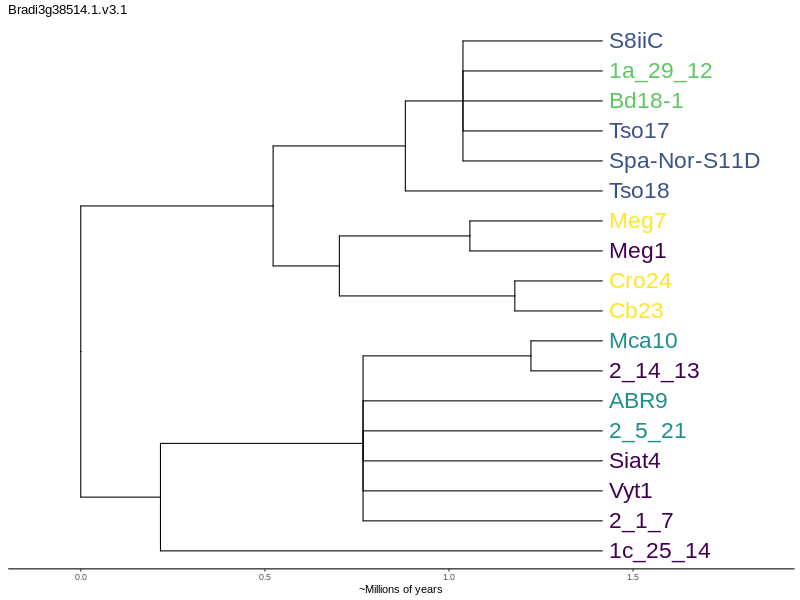 Bradi3g38514.1.v3.1
S8iiC
1a_29_12
Bd18-1
Tso17
Spa-Nor-S11D
Tso18
Meg7
Meg1
Cro24
Cb23
Mca10
2_14_13
ABR9
2_5_21
Siat4
Vyt1
2_1_7
1c_25_14
0.0 0.5 1.0 1.5
~Millions of years